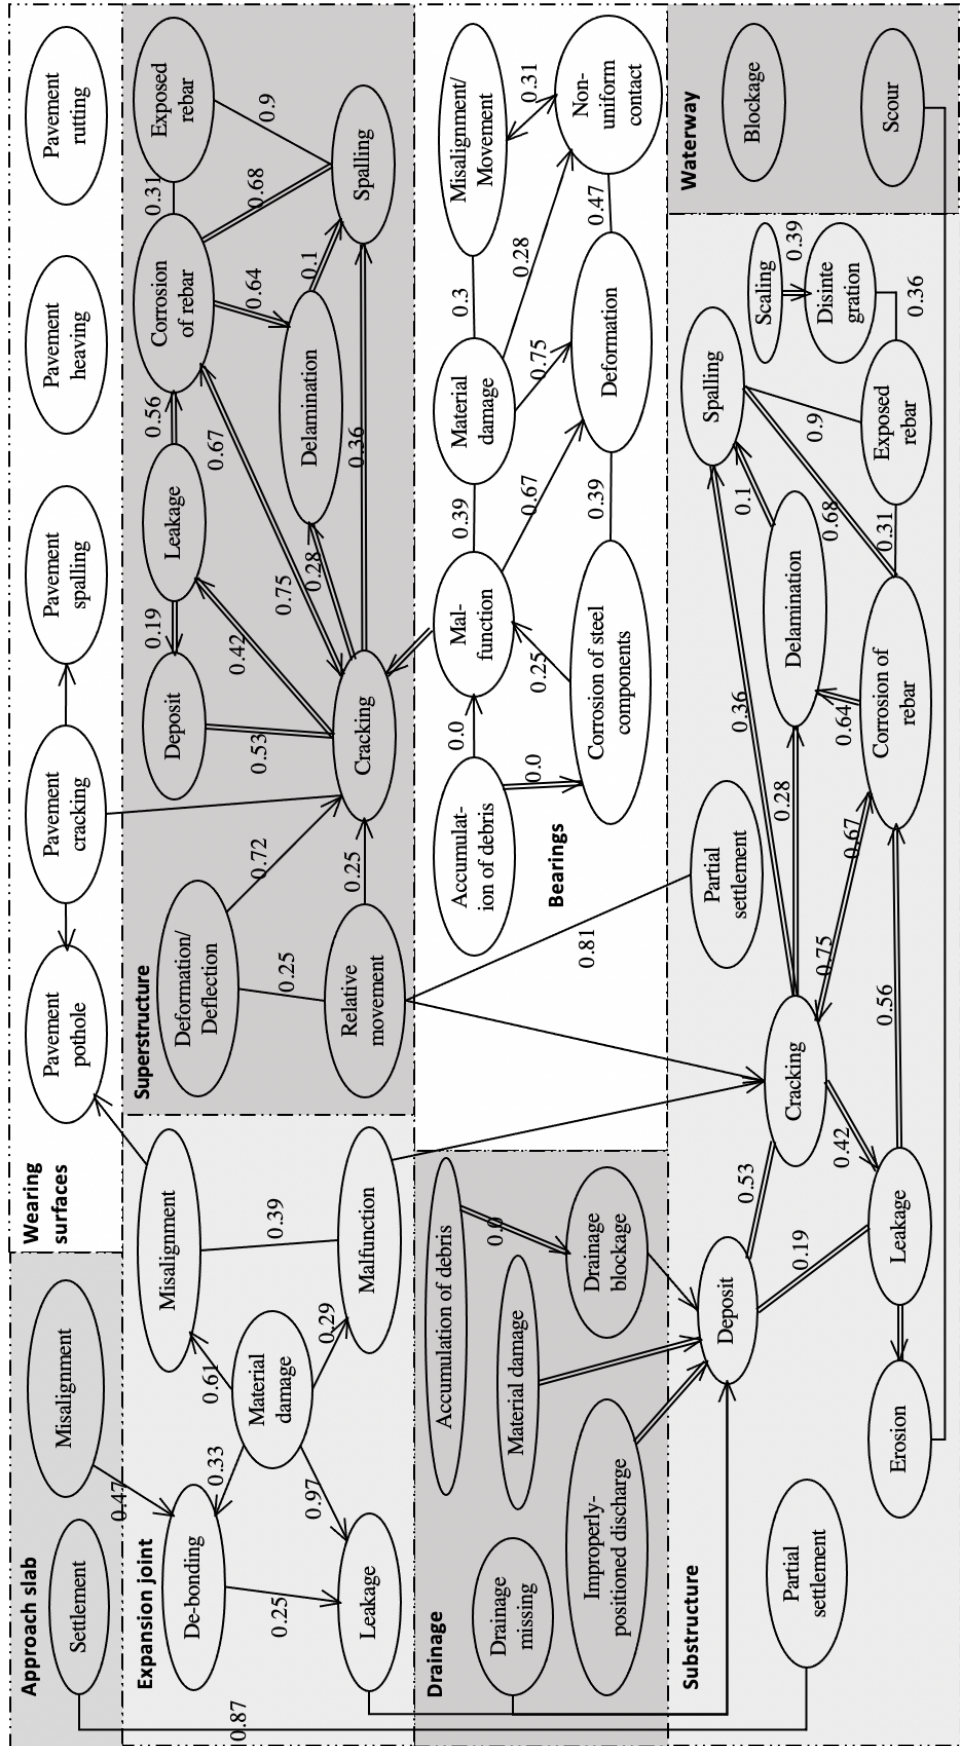 Approach slab
Settlement
Misalignment
0.87
0.47
Wearing
surfaces
Pavement
pothole
Pavement
cracking
Pavement
spalling
Pavement
heaving
Pavement
rutting
Expansion joint
De-bonding
Misalignment
Material
damage
Leakage
Malfunction
0.33
0.61
0.25
0.97
0.29
0.39
Superstructure
Deformation/
Deflection
Relative
movement
Deposit
Leakage
Corrosion
of rebar
Exposed
rebar
Cracking
Delamination
Spalling
0.25
0.72
0.25
0.53
0.19
0.42
0.56
0.75
0.67
0.28
0.36
0.64
0.1
0.31
0.68
0.9
Drainage
Drainage
missing
Improperly-
positioned discharge
Material damage
Accumulation of debris
Drainage
blockage
0.0
Bearings
Accumulat-
ion of debris
Mal-
function
Material
damage
Misalignment/
Movement
Corrosion of steel
components
Deformation
Non-
uniform
contact
0.0
0.0
0.25
0.39
0.67
0.39
0.3
0.75
0.28
0.47
0.31
0.81
Substructure
Partial
settlement
Deposit
Erosion
Leakage
Cracking
Partial
settlement
Delamination
Corrosion of
rebar
Spalling
Exposed
rebar
Scaling
Disinte
gration
0.53
0.19
0.42
0.56
0.75
0.67
0.36
0.28
0.64
0.1
0.68
0.31
0.9
0.39
0.36
Waterway
Blockage
Scour